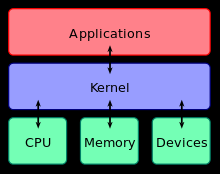 Applications
Kernel
CPU Memory Devices